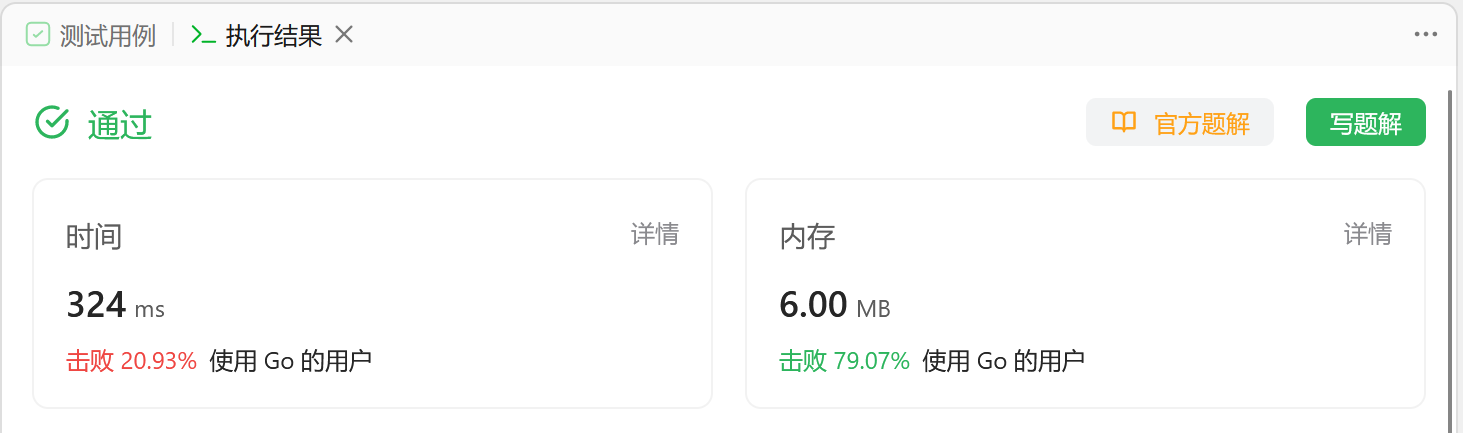 测试用例 执行结果
通过 官方题解 写题解
时间 详情
324 ms
击败 20.93% 使用 Go 的用户
内存 详情
6.00 MB
击败 79.07% 使用 Go 的用户